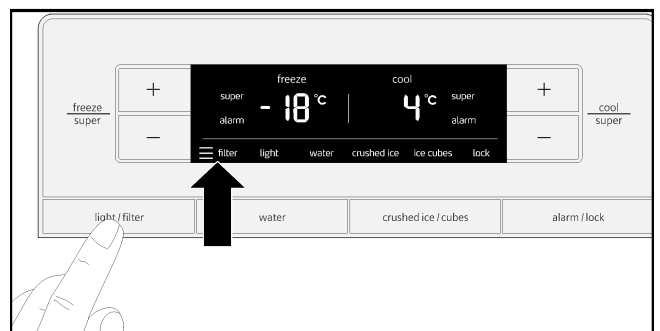 freeze cool
super super
alarm -18 °C 4 °C alarm
+ +
− −
freeze
super
cool
super
filter light water crushed ice ice cubes lock
light / filter water crushed ice / cubes alarm / lock